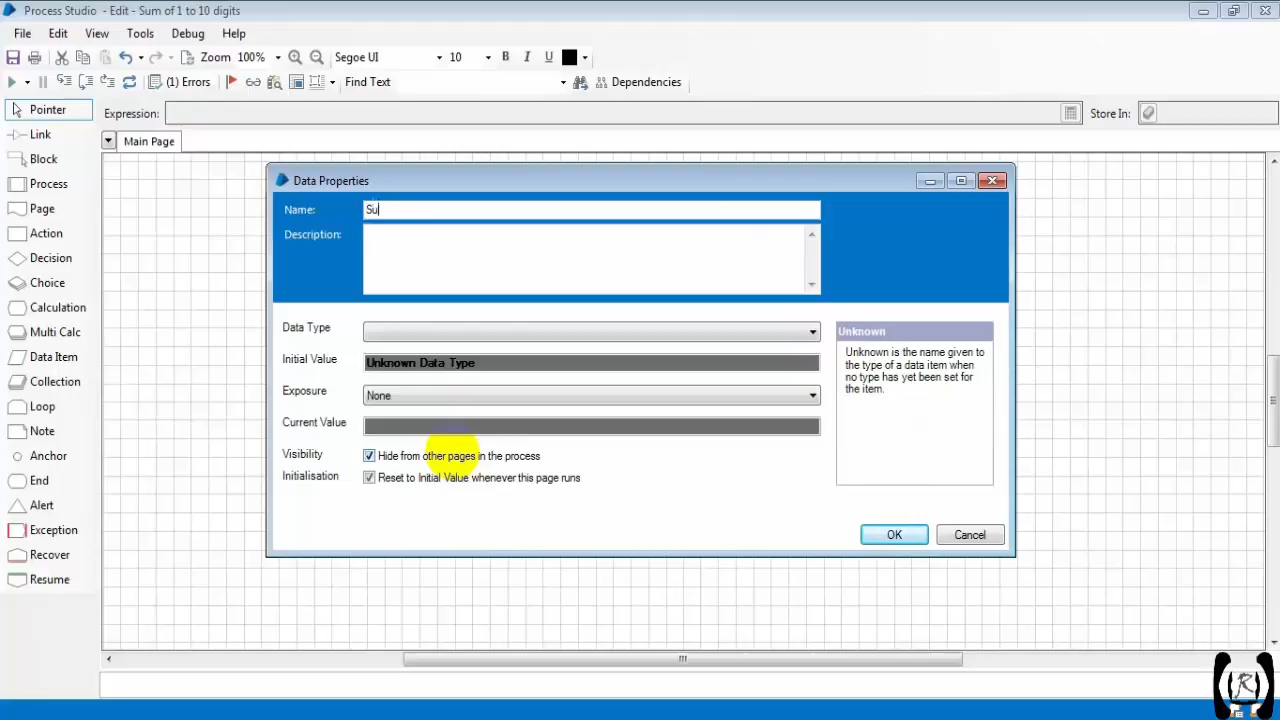 Process Studio - Edit - Sum of 1 to 10 digits
File Edit View Tools Debug Help
Zoom 100% Segoe UI 10 B I U
(1) Errors Find Text Dependencies
Pointer
Expression: Store In:
Link
Main Page
Block
Process
Page
Action
Decision
Choice
Calculation
Multi Calc
Data Item
Collection
Loop
Note
Anchor
End
Alert
Exception
Recover
Resume
Data Properties
Name: Su
Description:
Data Type
Initial Value Unknown Data Type
Exposure None
Current Value
Visibility Hide from other pages in the process
Initialisation Reset to Initial Value whenever this page runs
Unknown
Unknown is the name given to
the type of a data item when
no type has yet been set for
the item.
OK Cancel
R